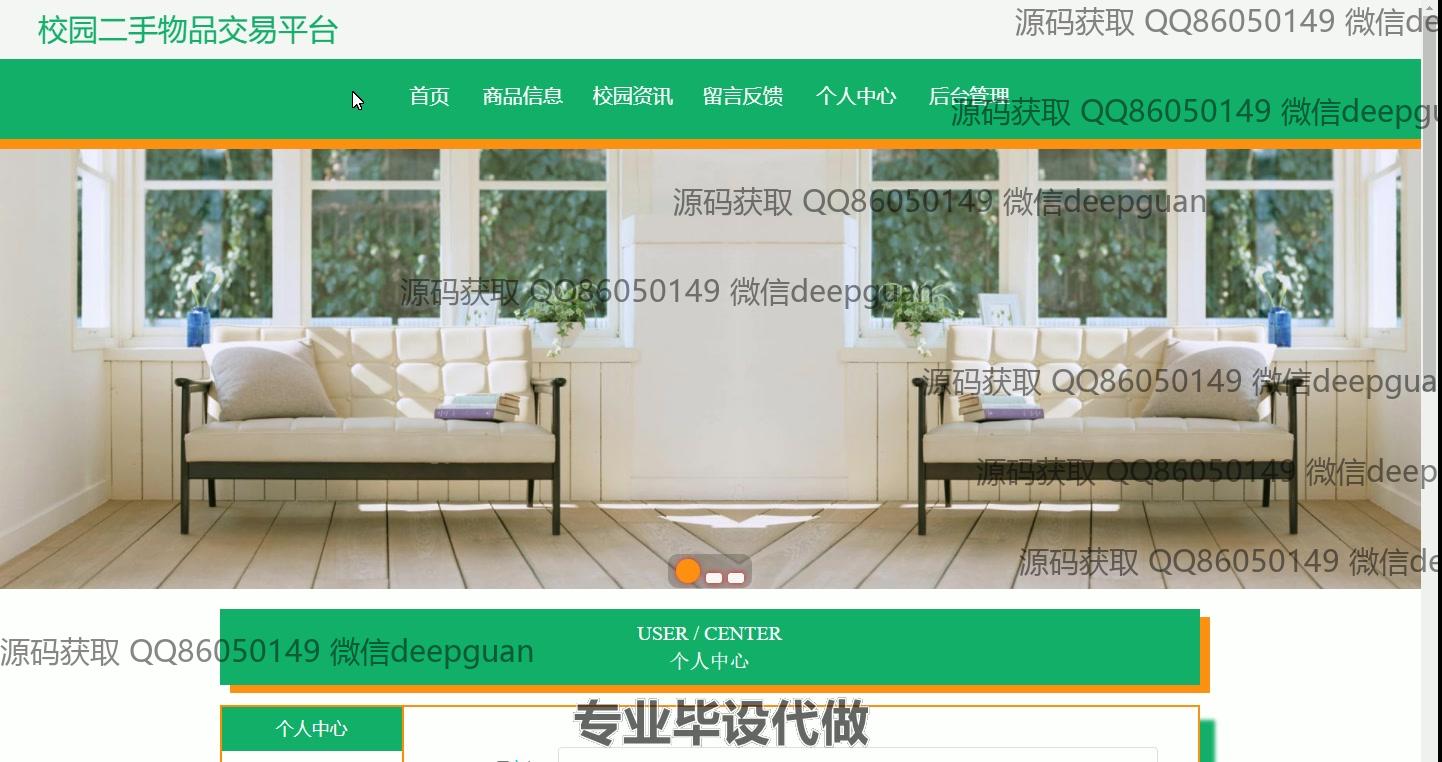 校园二手物品交易平台
源码获取 QQ86050149 微信de
首页 商品信息 校园资讯 留言反馈 个人中心 后台管理
源码获取 QQ86050149 微信deepgu
源码获取 QQ86050149 微信deepguan
源码获取 QQ86050149 微信deepguan
源码获取 QQ86050149 微信deepgua
源码获取 QQ86050149 微信deep
源码获取 QQ86050149 微信de
USER / CENTER
源码获取 QQ86050149 微信deepguan
个人中心
专业毕设代做
个人中心